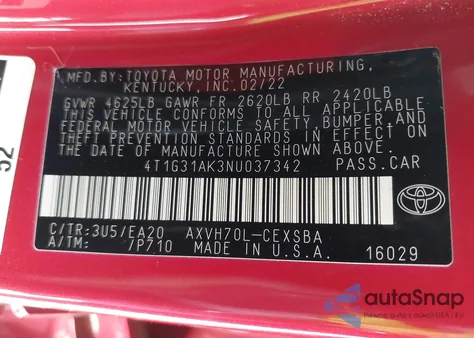 MFD.BY:TOYOTA MOTOR MANUFACTURING,
KENTUCKY, INC. 02/22
GVWR 4625LB GAWR FR 2620LB RR 2420LB
THIS VEHICLE CONFORMS TO ALL APPLICABLE
FEDERAL MOTOR VEHICLE SAFETY, BUMPER, AND
THEFT PREVENTION STANDARDS IN EFFECT ON
THE DATE OF MANUFACTURE SHOWN ABOVE.
4T1G31AK3NU037342 PASS.CAR
C/TR:3U5/EA20 AXVH70L-CEXSBA
A/TM: /P710 MADE IN U.S.A. 16029
TOYOTA
52
autoSnap